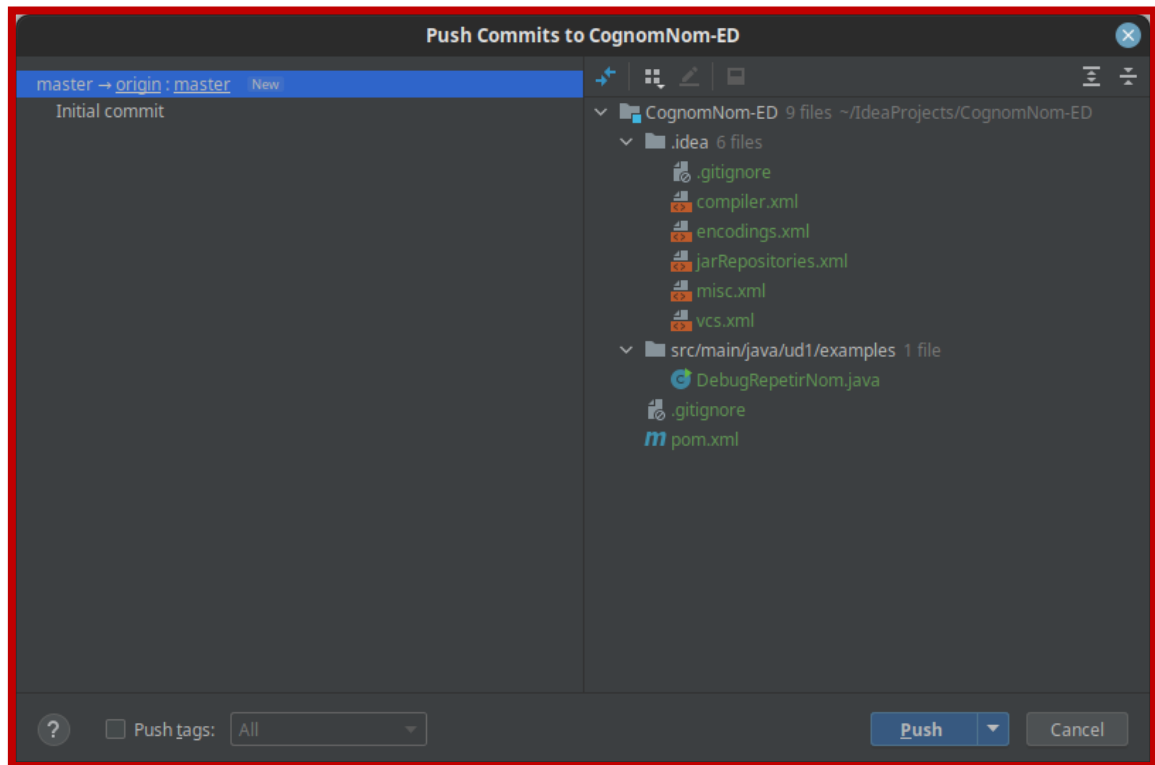 Push Commits to CognomNom-ED
master → origin : master New
Initial commit
CognomNom-ED 9 files ~/IdeaProjects/CognomNom-ED
.idea 6 files
.gitignore
compiler.xml
encodings.xml
jarRepositories.xml
misc.xml
vcs.xml
src/main/java/ud1/examples 1 file
DebugRepetirNom.java
.gitignore
pom.xml
? Push tags: All
Push Cancel